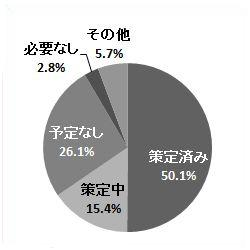 その他
5.7%
必要なし
2.8%
予定なし
26.1%
策定済み
50.1%
策定中
15.4%